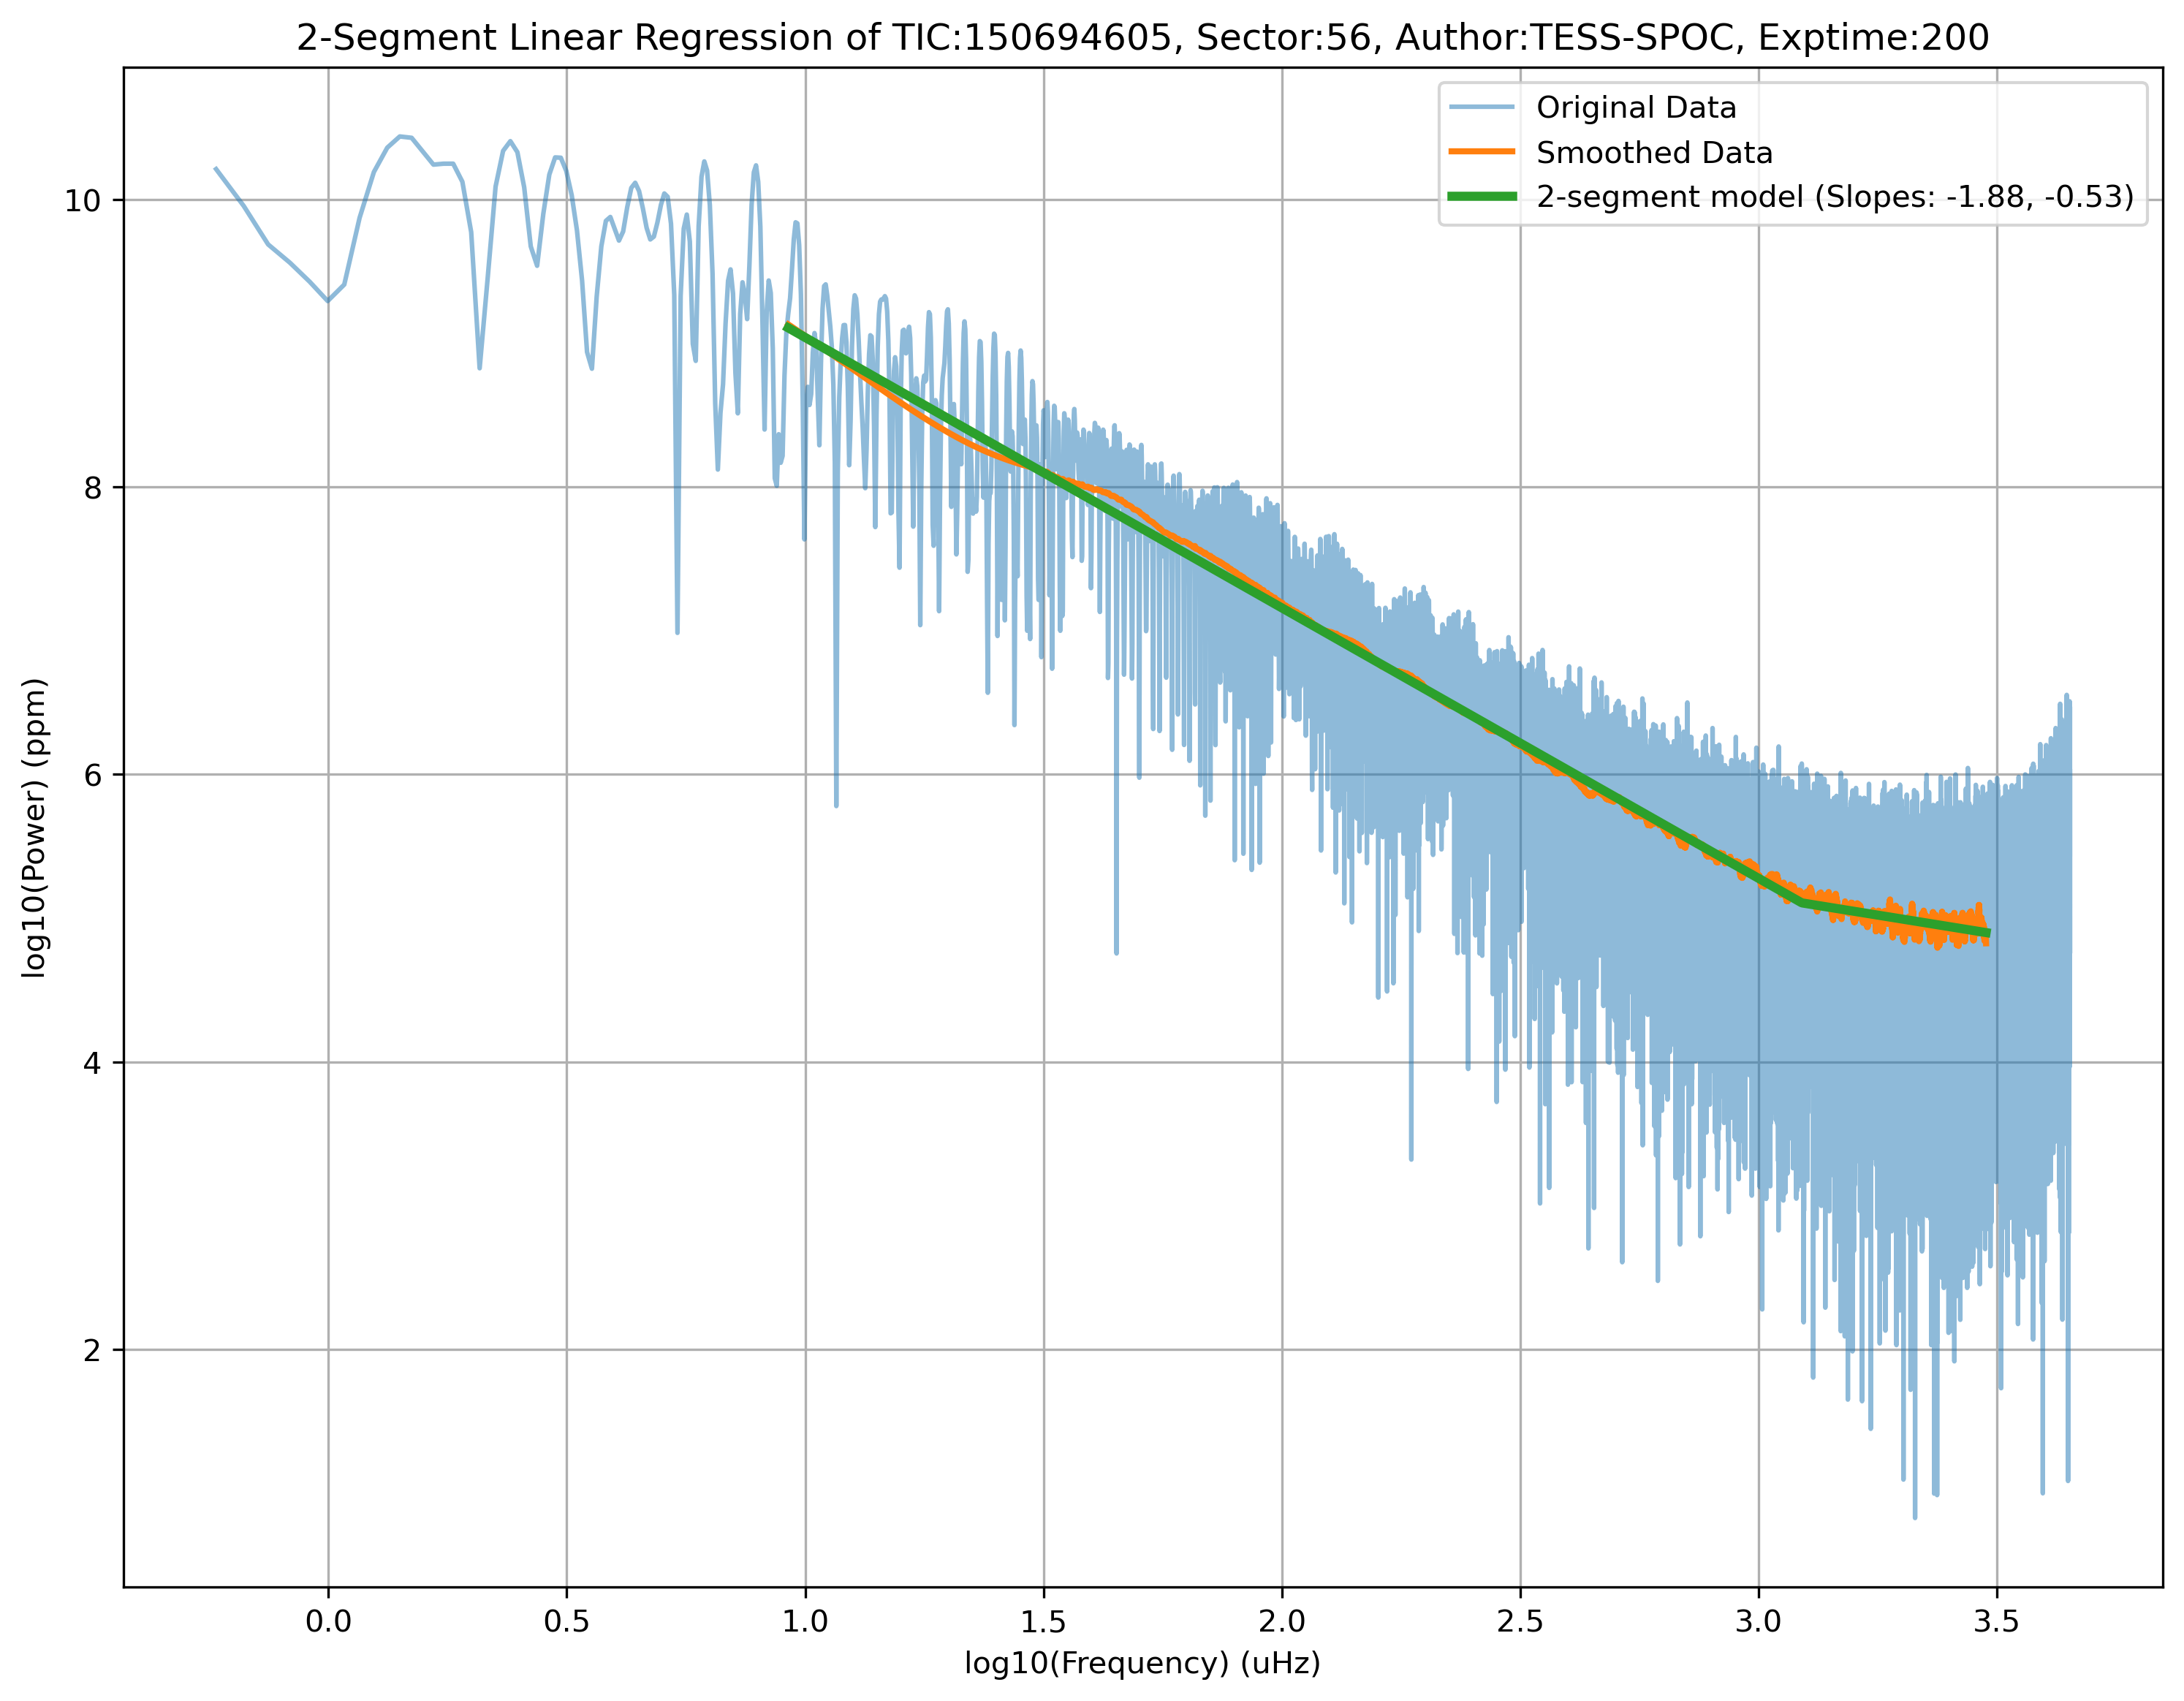 2-Segment Linear Regression of TIC:150694605, Sector:56, Author:TESS-SPOC, Exptime:200
Original Data
Smoothed Data
2-segment model (Slopes: -1.88, -0.53)
log10(Power) (ppm)
10
8
6
4
2
0.0 0.5 1.0 1.5 2.0 2.5 3.0 3.5
log10(Frequency) (uHz)